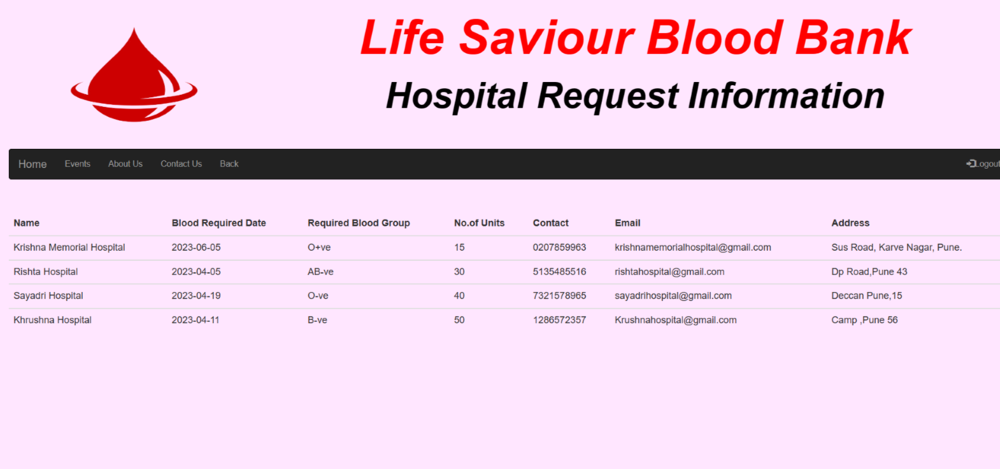 Life Saviour Blood Bank
Hospital Request Information
Home Events About Us Contact Us Back Logout
Name Blood Required Date Required Blood Group No.of Units Contact Email Address
Krishna Memorial Hospital 2023-06-05 O+ve 15 0207859963 krishnamemorialhospital@gmail.com Sus Road, Karve Nagar, Pune.
Rishta Hospital 2023-04-05 AB-ve 30 5135485516 rishtahospital@gmail.com Dp Road,Pune 43
Sayadri Hospital 2023-04-19 O-ve 40 7321578965 sayadrihospital@gmail.com Deccan Pune,15
Khrushna Hospital 2023-04-11 B-ve 50 1286572357 Krushnahospital@gmail.com Camp ,Pune 56